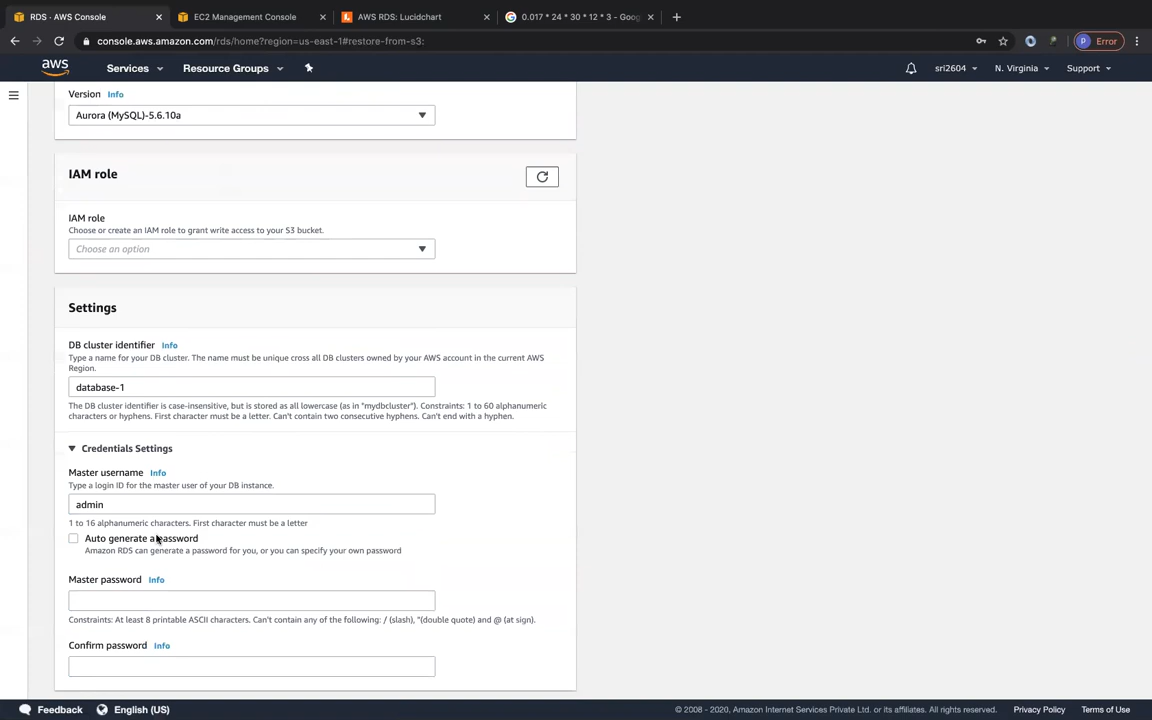 RDS · AWS Console
EC2 Management Console
AWS RDS: Lucidchart
0.017 * 24 * 30 * 12 * 3 - Goog
console.aws.amazon.com/rds/home?region=us-east-1#restore-from-s3:
P
Error
aws
Services
Resource Groups
sri2604
N. Virginia
Support
Version Info
Aurora (MySQL)-5.6.10a
IAM role
IAM role
Choose or create an IAM role to grant write access to your S3 bucket.
Choose an option
Settings
DB cluster identifier Info
Type a name for your DB cluster. The name must be unique cross all DB clusters owned by your AWS account in the current AWS
Region.
database-1
The DB cluster identifier is case-insensitive, but is stored as all lowercase (as in "mydbcluster"). Constraints: 1 to 60 alphanumeric
characters or hyphens. First character must be a letter. Can't contain two consecutive hyphens. Can't end with a hyphen.
Credentials Settings
Master username Info
Type a login ID for the master user of your DB instance.
admin
1 to 16 alphanumeric characters. First character must be a letter
Auto generate a password
Amazon RDS can generate a password for you, or you can specify your own password
Master password Info
Constraints: At least 8 printable ASCII characters. Can't contain any of the following: / (slash), "(double quote) and @ (at sign).
Confirm password Info
Feedback
English (US)
© 2008 - 2020, Amazon Internet Services Private Ltd. or its affiliates. All rights reserved.
Privacy Policy
Terms of Use